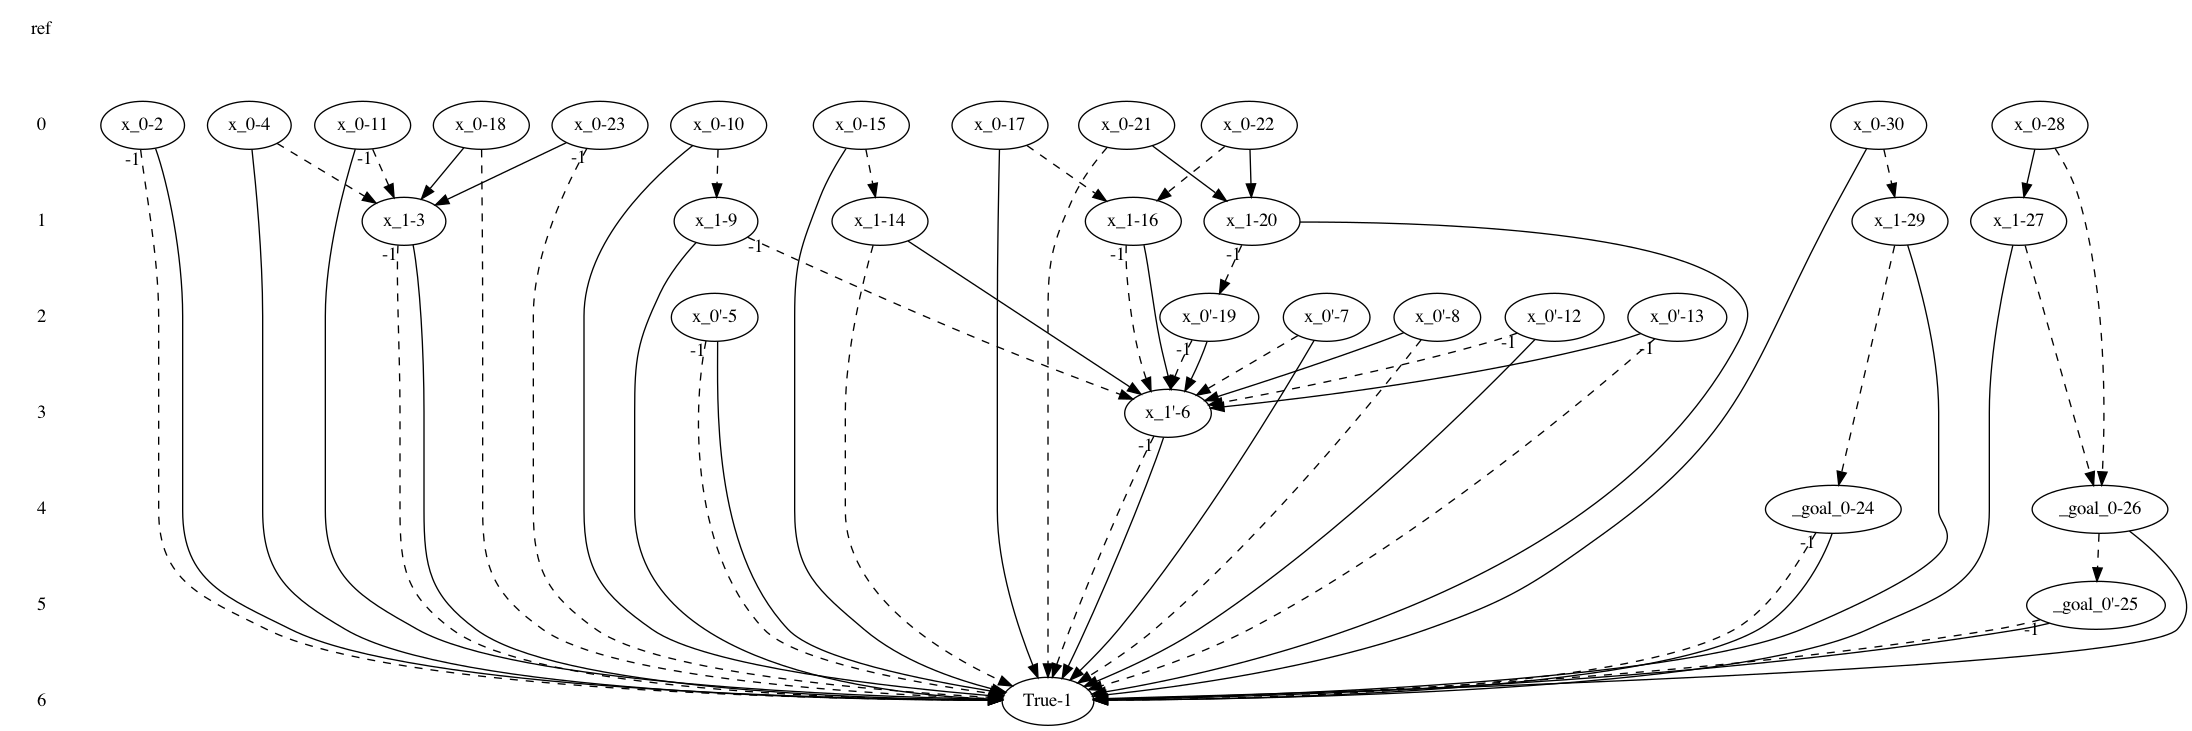 ref
0 x_0-2 x_0-4 x_0-11 x_0-18 x_0-23 x_0-10 x_0-15 x_0-17 x_0-21 x_0-22 x_0-30 x_0-28
-1 -1 -1
1 x_1-3 x_1-9 x_1-14 x_1-16 x_1-20 x_1-29 x_1-27
-1 -1 -1 -1
2 x_0'-5 x_0'-19 x_0'-7 x_0'-8 x_0'-12 x_0'-13
-1 -1 -1 -1
3 x_1'-6
-1
4 _goal_0-24 _goal_0-26
-1
5 _goal_0'-25
-1
6 True-1